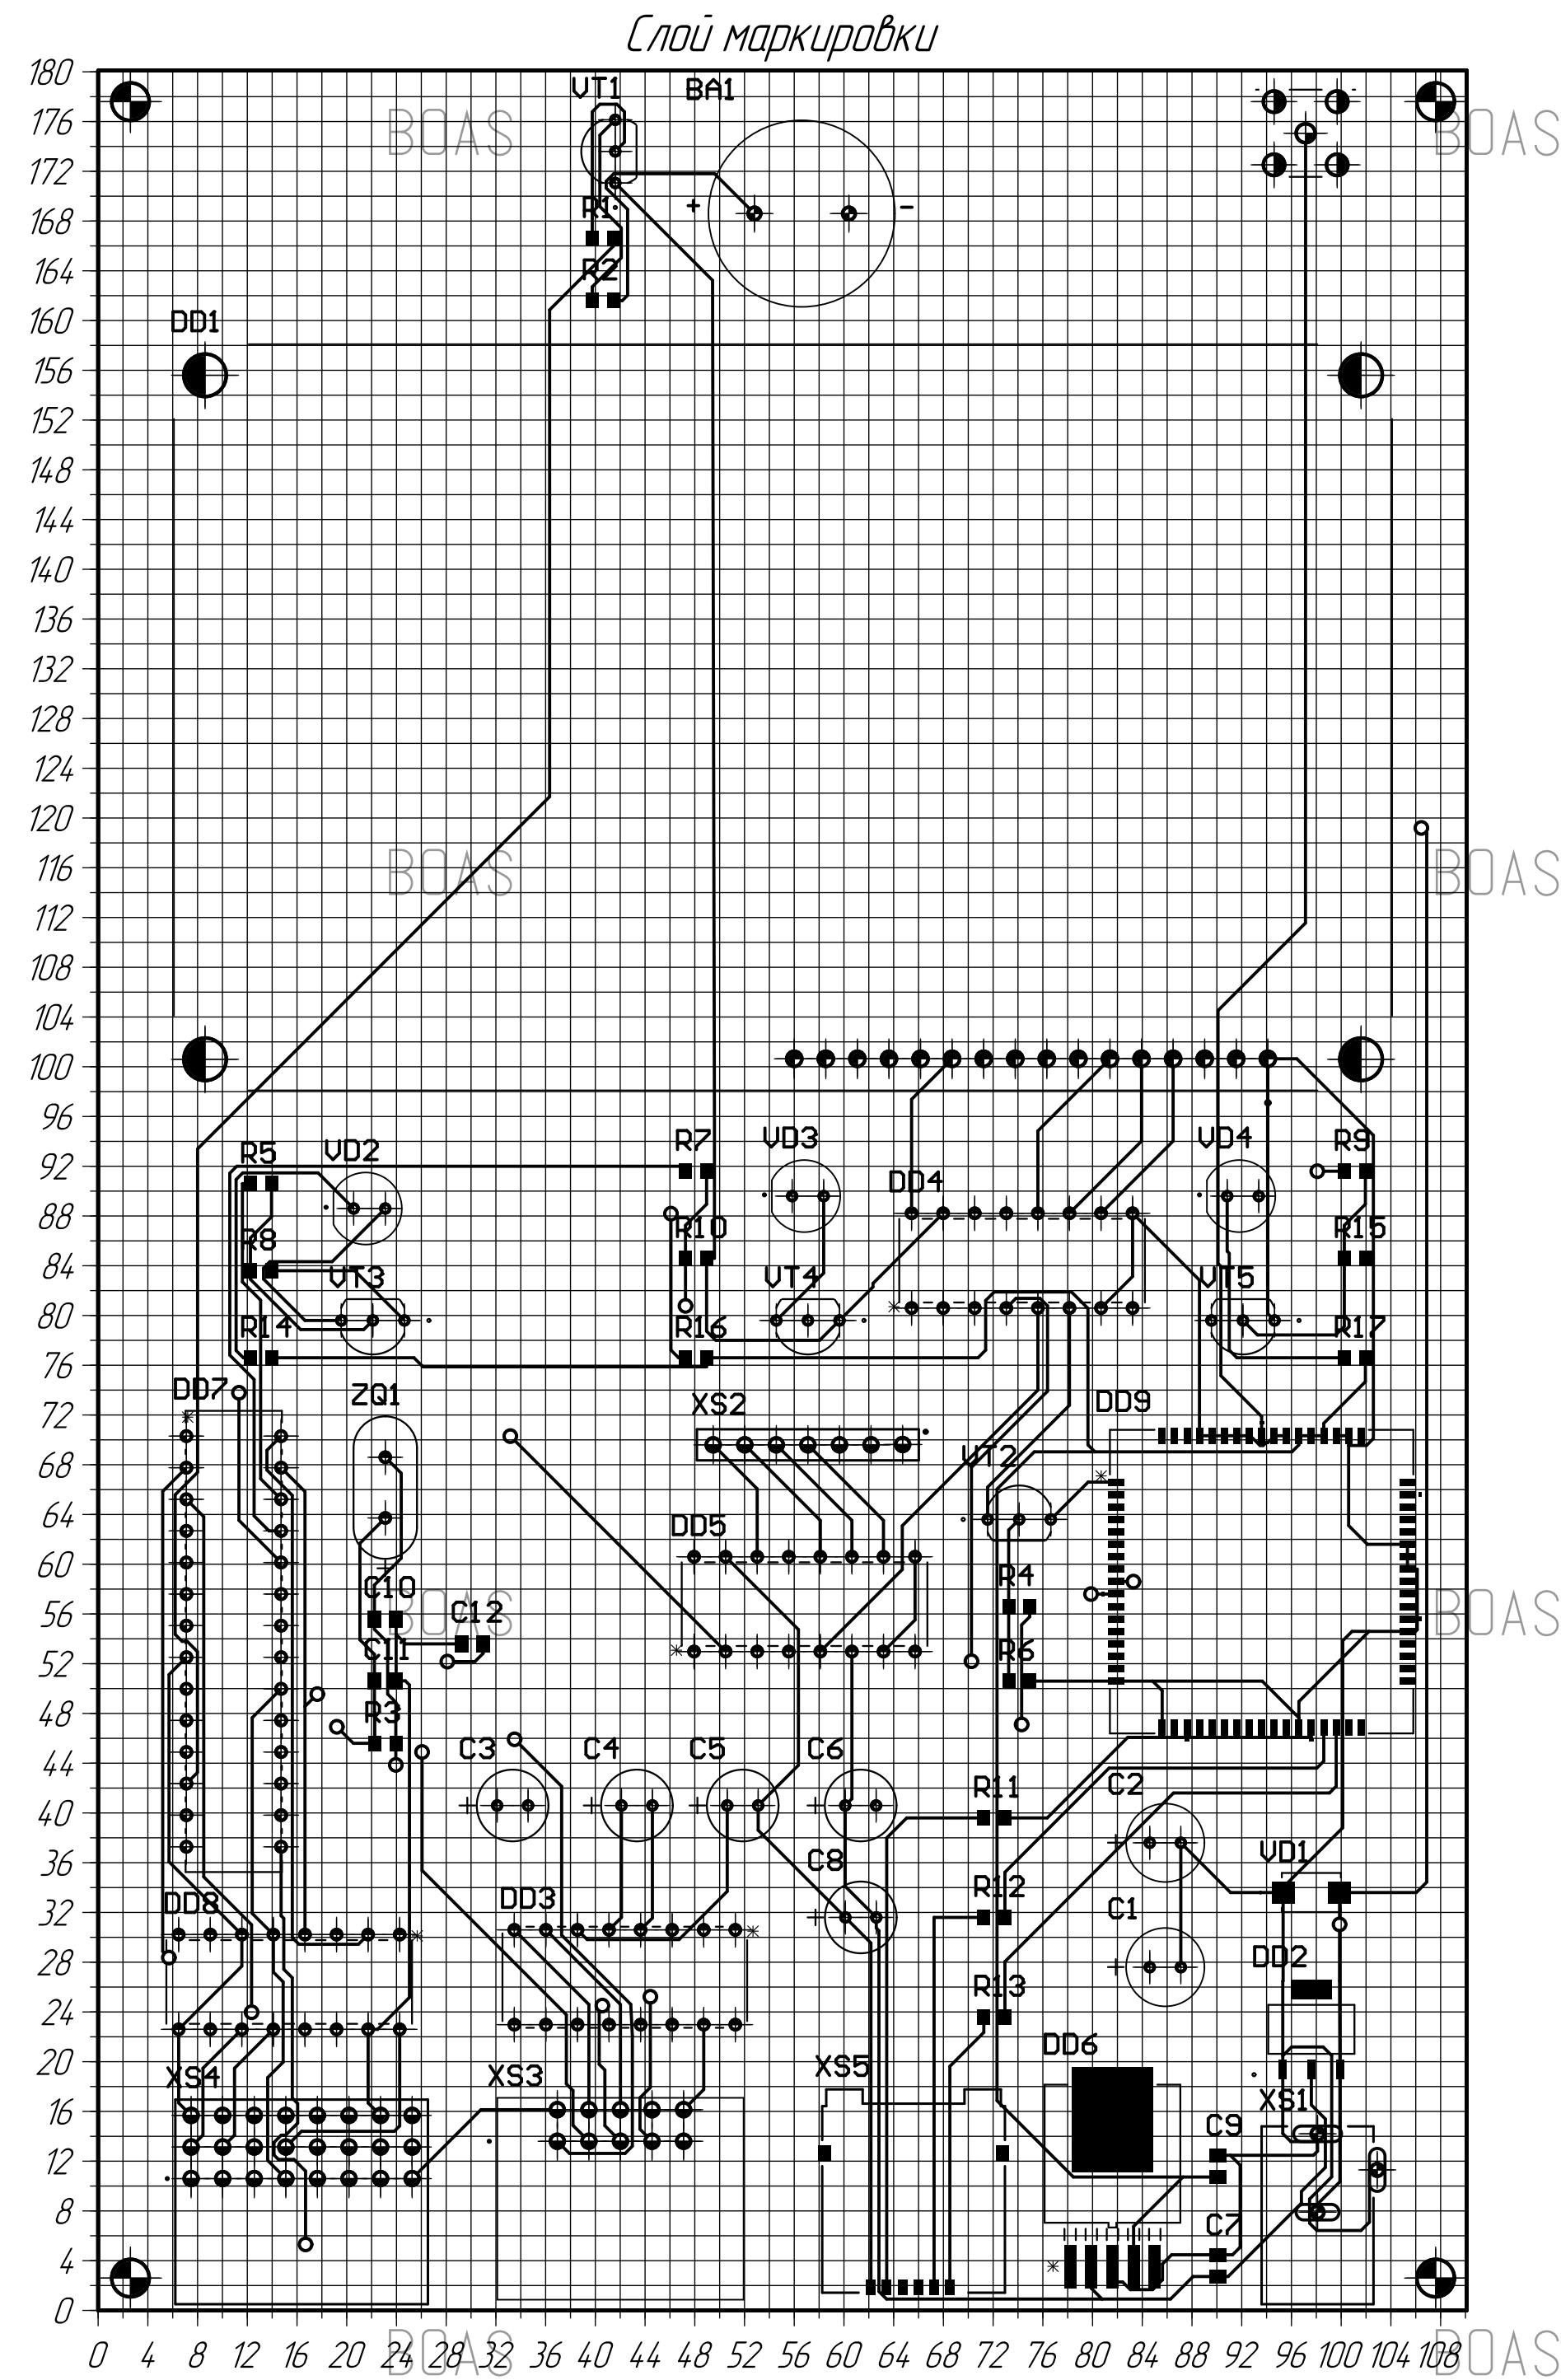 Слой маркировки
180
VT1 BA1
176
BOAS BOAS
172
R1
168
+ -
164
R2
160
DD1
156
152
148
144
140
136
132
128
124
120
116
BOAS BOAS
112
108
104
100
96
R5 VD2 R7 VD3 VD4 R9
92
DD4
88
R8 R10 R15
84
VT3 VT4 VT5
80
R14 R16 R17
76
DD7 ZQ1 XS2 DD9
72
68
VT2
64
DD5
60
C10 R4
56
BOAS BOAS
C12
52
C11 R6
48
R3
44
C3 C4 C5 C6
C2
R11
40
36
C8 VD1
32
DD8 DD3 R12 C1
28
DD2
24
R13
20
DD6
XS4 XS3 XS5
16
XS1
12
C9
8
C7
4
0
0 4 8 12 16 20 24 28 32 36 40 44 48 52 56 60 64 68 72 76 80 84 88 92 96 100 104 108
BOAS BOAS